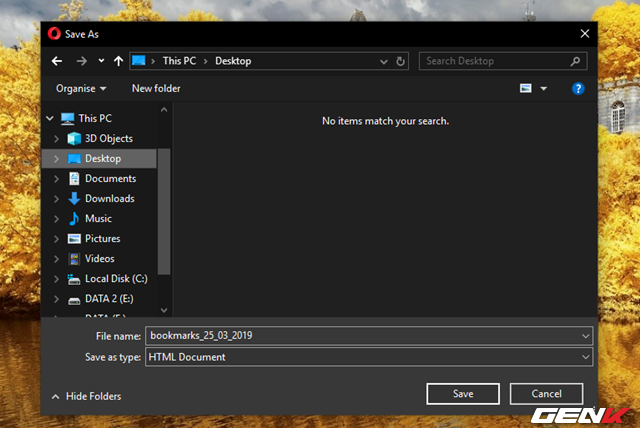 Save As
This PC
Desktop
Search Desktop
Organise
New folder
?
This PC
3D Objects
Desktop
Documents
Downloads
Music
Pictures
Videos
Local Disk (C:)
DATA 2 (E:)
No items match your search.
File name:
bookmarks_25_03_2019
Save as type:
HTML Document
Hide Folders
Save
Cancel
GENK